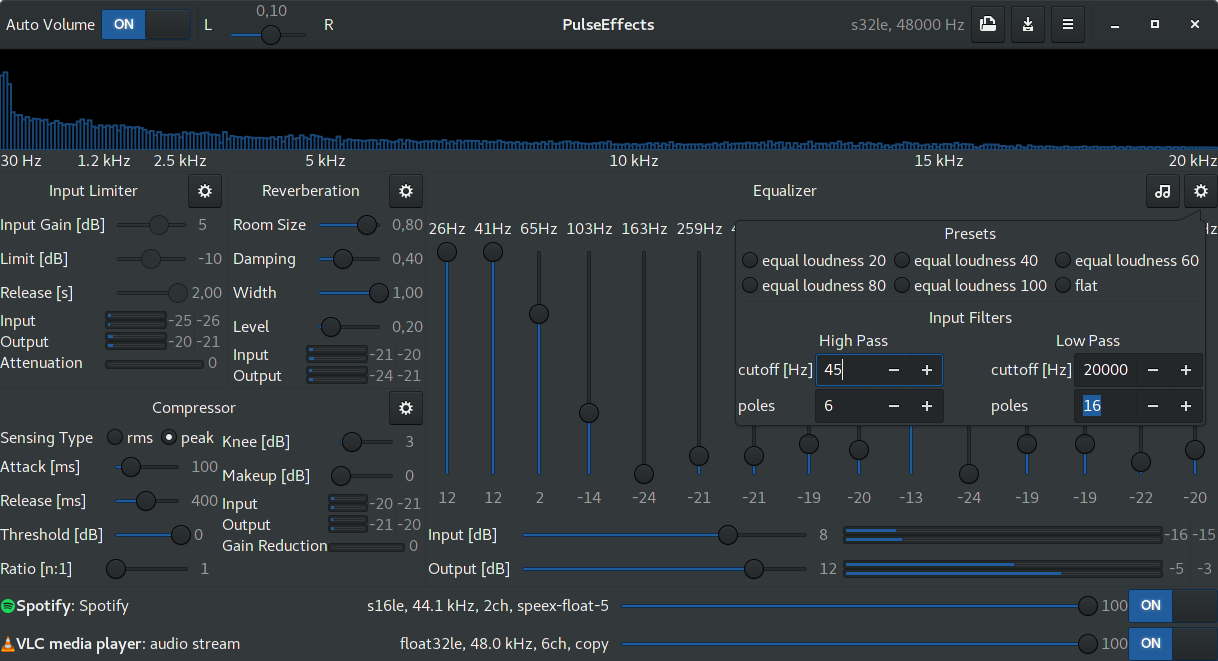 Auto Volume ON L 0,10 R PulseEffects s32le, 48000 Hz
30 Hz 1.2 kHz 2.5 kHz 5 kHz 10 kHz 15 kHz 20 kHz
Input Limiter
Input Gain [dB] 5
Limit [dB] -10
Release [s] 2,00
Input -25 -26
Output -20 -21
Attenuation 0
Reverberation
Room Size 0,80
Damping 0,40
Width 1,00
Level 0,20
Input -21 -20
Output -24 -21
Compressor
Sensing Type rms peak
Attack [ms] 100
Release [ms] 400
Threshold [dB] 0
Ratio [n:1] 1
Knee [dB] 3
Makeup [dB] 0
Input -20 -21
Output -21 -20
Gain Reduction 0
Equalizer
26Hz 41Hz 65Hz 103Hz 163Hz 259Hz
Presets
equal loudness 20 equal loudness 40 equal loudness 60
equal loudness 80 equal loudness 100 flat
Input Filters
High Pass Low Pass
cutoff [Hz] 45 − + cuttoff [Hz] 20000 − +
poles 6 − + poles 16 − +
12 12 2 -14 -24 -21 -21 -19 -20 -13 -24 -19 -19 -22 -20
Input [dB] 8 -16 -15
Output [dB] 12 -5 -3
Spotify: Spotify s16le, 44.1 kHz, 2ch, speex-float-5 100 ON
VLC media player: audio stream float32le, 48.0 kHz, 6ch, copy 100 ON